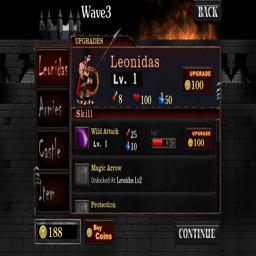 Wave3
BACK
UPGRADES
Leonidas
Leonidas
Lv. 1
UPGRADE
100
8 100 50
Armies
Skill
Wild Attack
Lv. 1
25
10
UPGRADE
100
Castle
Magic Arrow
Unlocked At Leonidas Lv2
Item
Protection
188
Buy Coins
CONTINUE